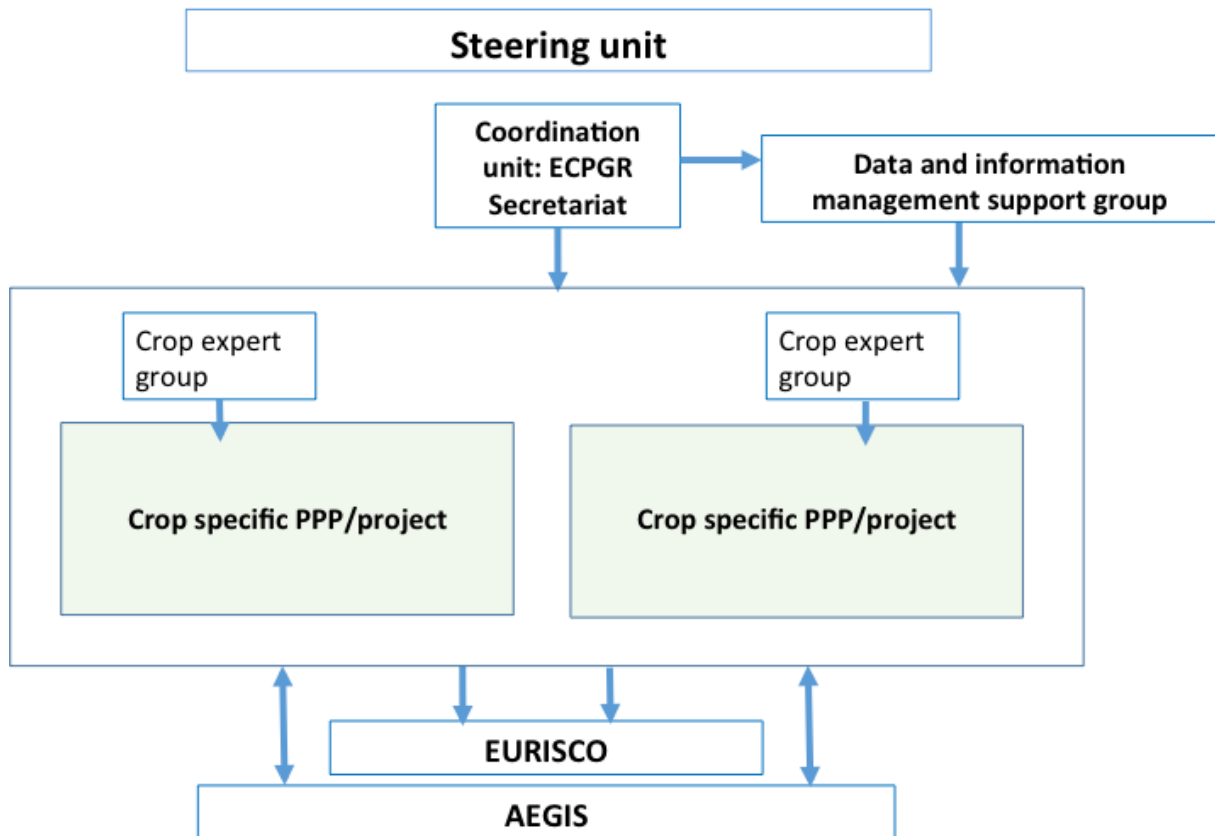 Steering unit
Coordination
unit: ECPGR
Secretariat
Data and information
management support group
Crop expert
group
Crop expert
group
Crop specific PPP/project
Crop specific PPP/project
EURISCO
AEGIS